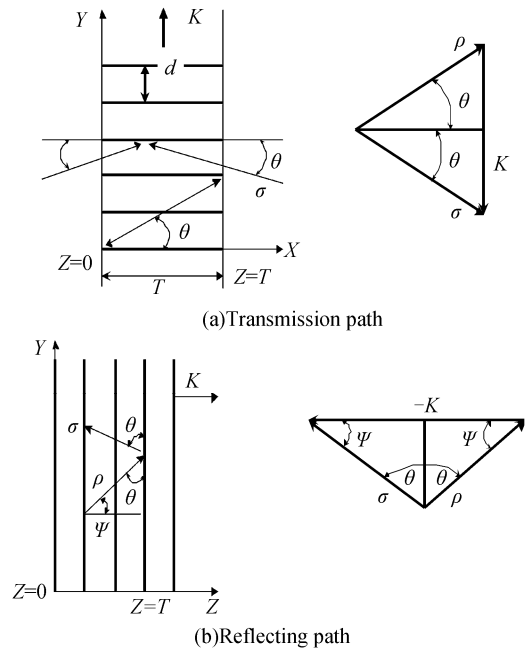 Y
K
d
θ
σ
θ
X
Z=0
T
Z=T
ρ
θ
θ
K
σ
(a)Transmission path
Y
K
σ
θ
ρ
θ
Ψ
Z=0
Z=T
Z
−K
Ψ
Ψ
θ
θ
σ
ρ
(b)Reflecting path